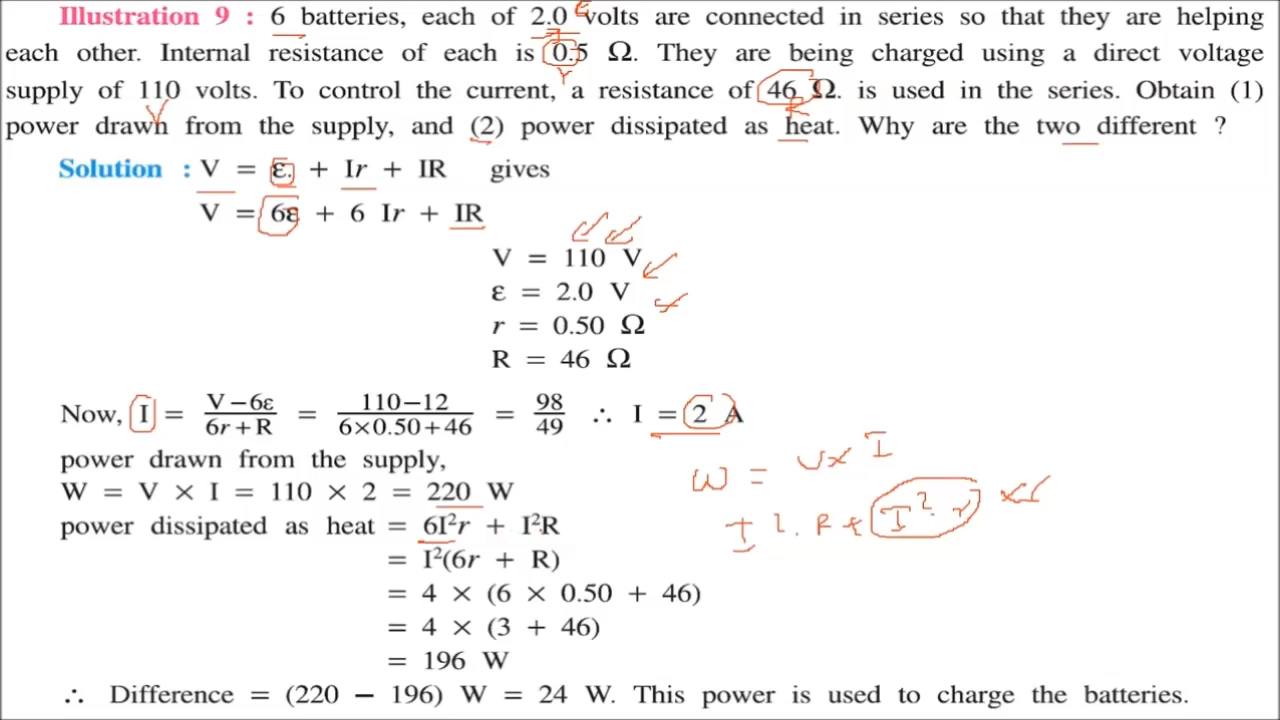 Illustration 9 : 6 batteries, each of 2.0 volts are connected in series so that they are helping
each other. Internal resistance of each is 0.5 Ω. They are being charged using a direct voltage
supply of 110 volts. To control the current, a resistance of 46 Ω. is used in the series. Obtain (1)
power drawn from the supply, and (2) power dissipated as heat. Why are the two different ?
Solution : V = ε. + Ir + IR gives
V = 6ε + 6 Ir + IR
V = 110 V
ε = 2.0 V
r = 0.50 Ω
R = 46 Ω
Now, I = V−6ε / 6r+R = 110−12 / 6×0.50+46 = 98 / 49 ∴ I = 2 A
power drawn from the supply,
W = V × I = 110 × 2 = 220 W
W = V × I
power dissipated as heat = 6I²r + I²R
I². R + I². r
= I²(6r + R)
= 4 × (6 × 0.50 + 46)
= 4 × (3 + 46)
= 196 W
∴ Difference = (220 − 196) W = 24 W. This power is used to charge the batteries.